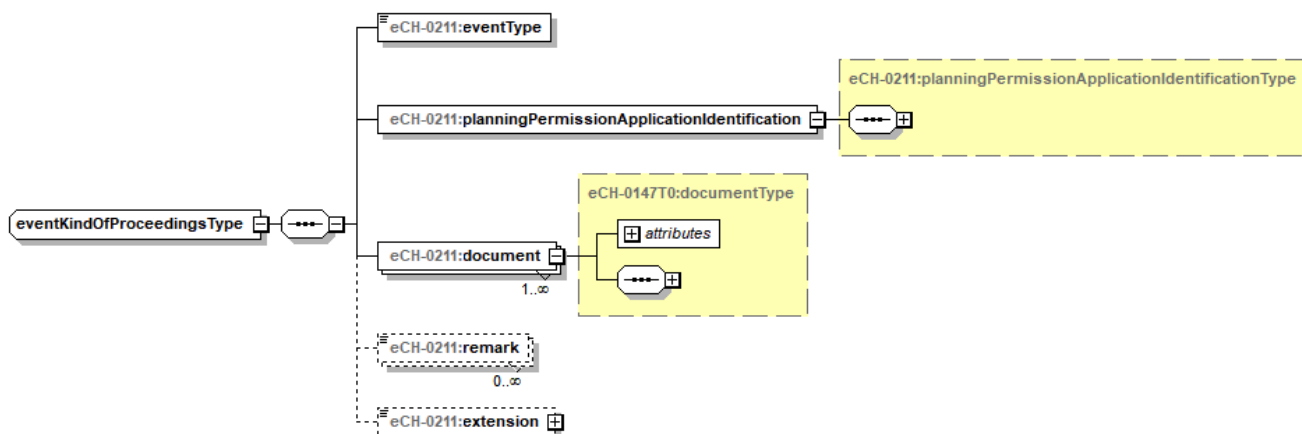 eCH-0211:eventType
eCH-0211:planningPermissionApplicationIdentificationType
eCH-0211:planningPermissionApplicationIdentification
eCH-0147T0:documentType
attributes
eventKindOfProceedingsType
eCH-0211:document
1..∞
eCH-0211:remark
0..∞
eCH-0211:extension